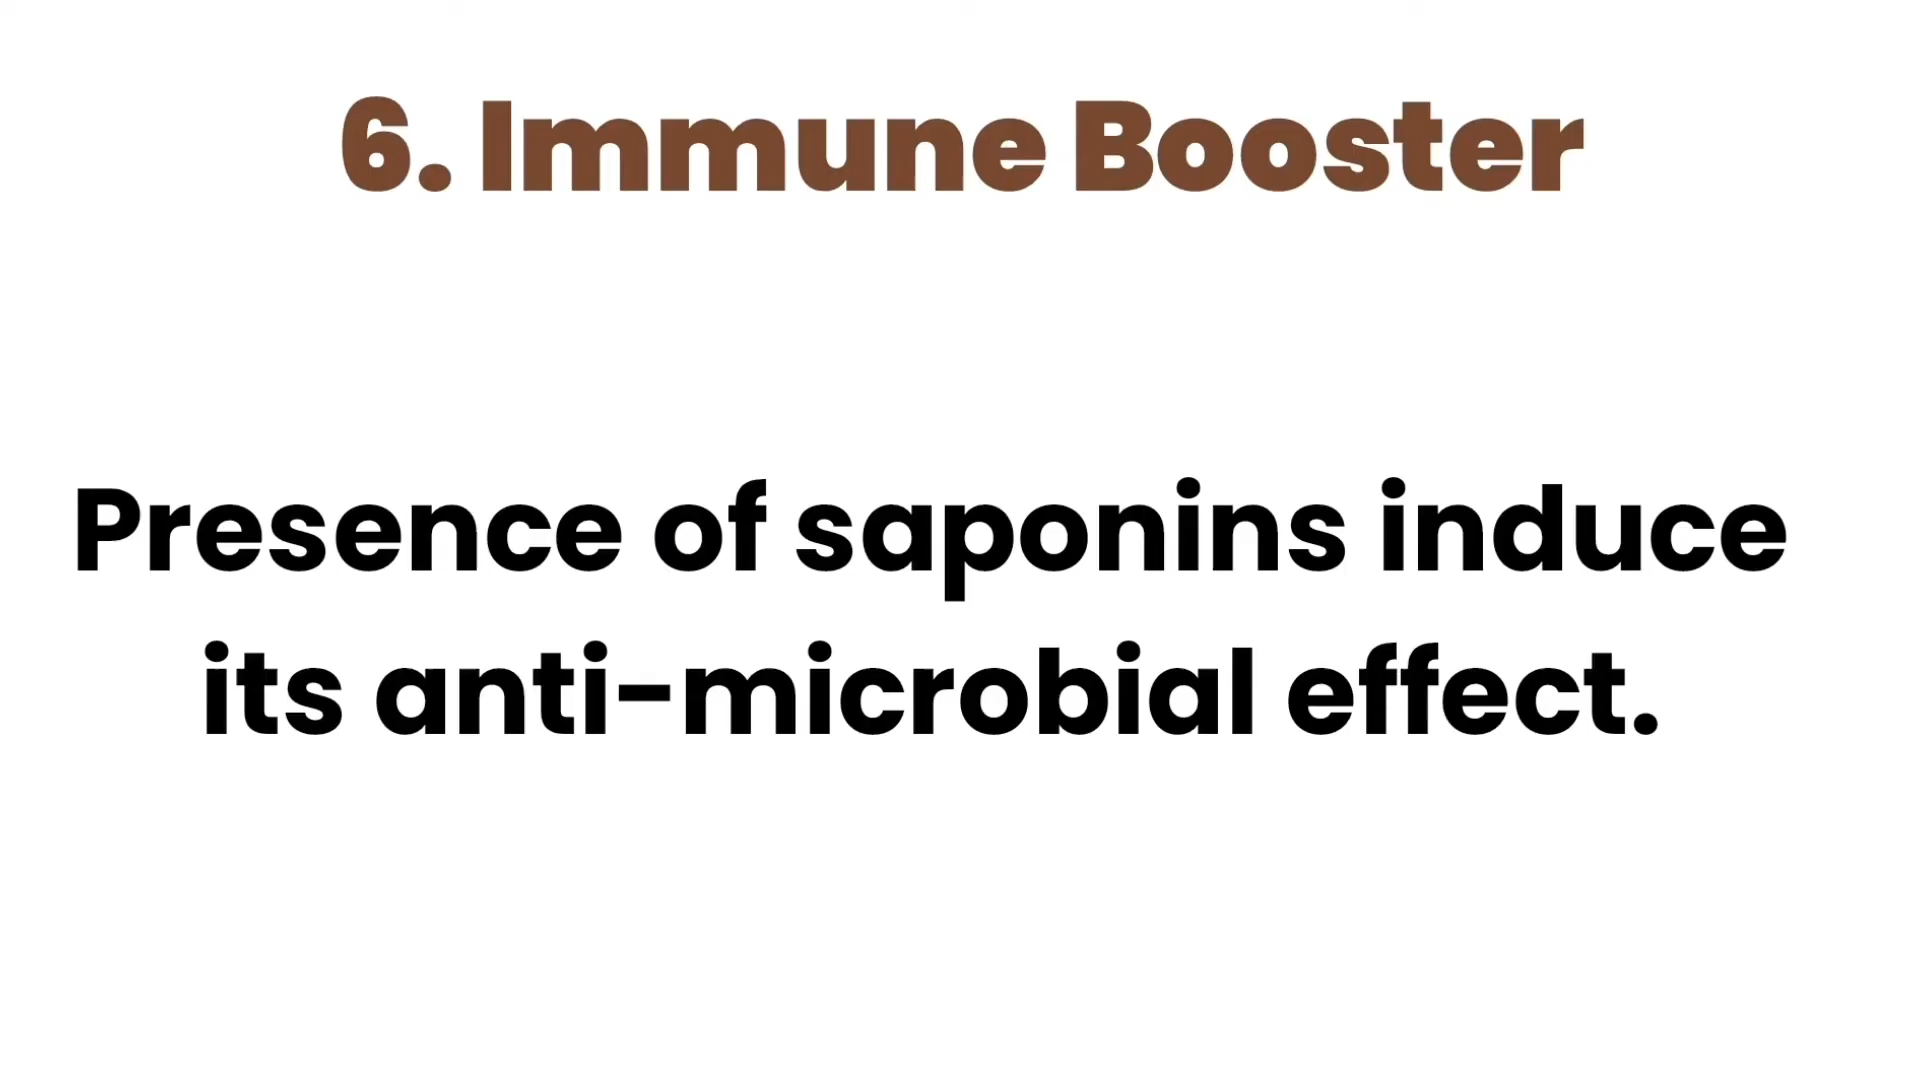 6. Immune Booster
Presence of saponins induce
its anti-microbial effect.